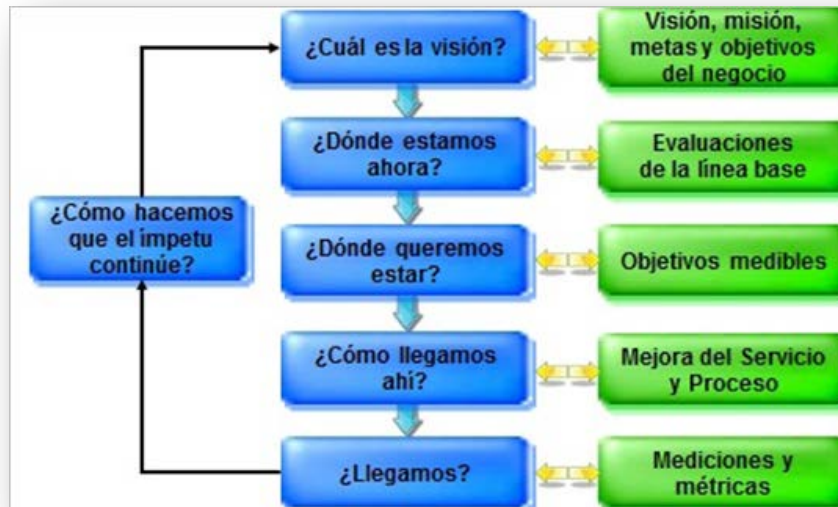 ¿Cuál es la visión?
Visión, misión,
metas y objetivos
del negocio
¿Dónde estamos
ahora?
Evaluaciones
de la línea base
¿Cómo hacemos
que el ímpetu
continúe?
¿Dónde queremos
estar?
Objetivos medibles
¿Cómo llegamos
ahí?
Mejora del Servicio
y Proceso
¿Llegamos?
Mediciones y
métricas